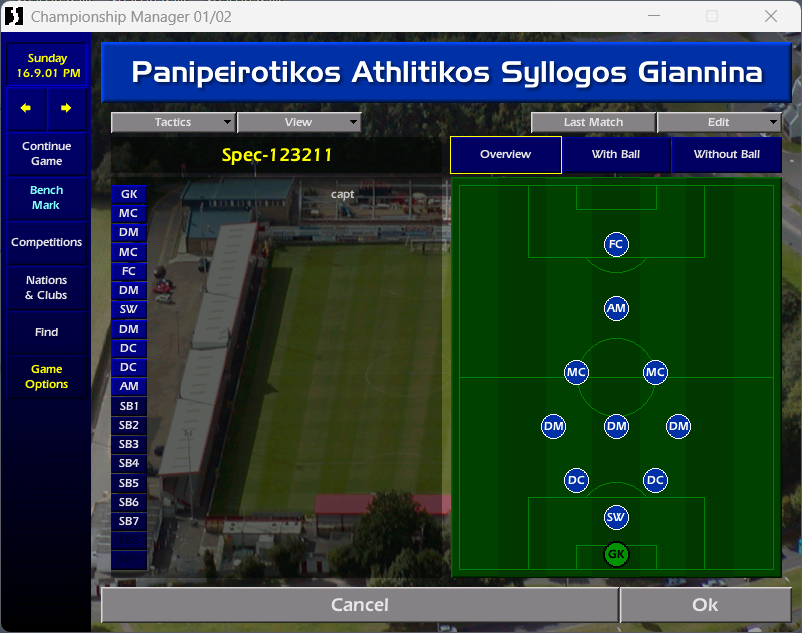 Championship Manager 01/02
Sunday
16.9.01 PM
Continue
Game
Bench
Mark
Competitions
Nations
& Clubs
Find
Game
Options
Panipeirotikos Athlitikos Syllogos Giannina
Tactics
View
Last Match
Edit
Spec-123211
Overview
With Ball
Without Ball
GK
capt
MC
DM
MC
FC
DM
SW
DM
DC
DC
AM
SB1
SB2
SB3
SB4
SB5
SB6
SB7
FC
AM
MC MC
DM DM DM
DC DC
SW
GK
Cancel
Ok